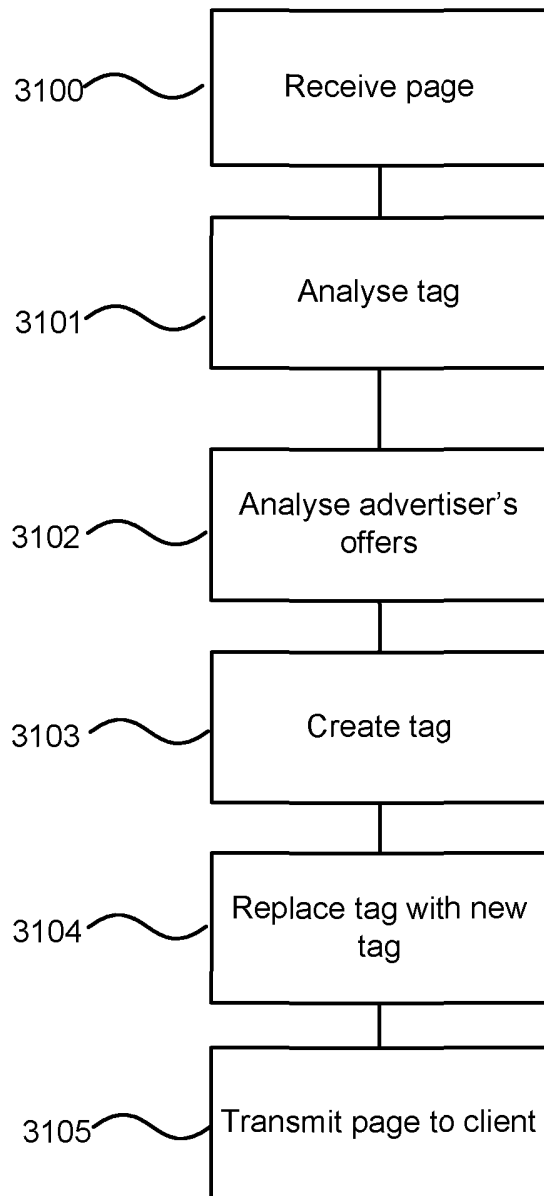 3100
Receive page
3101
Analyse tag
3102
Analyse advertiser's
offers
3103
Create tag
3104
Replace tag with new
tag
3105
Transmit page to client